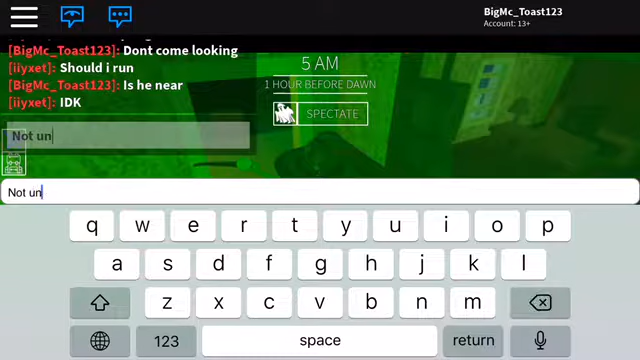 BigMc_Toast123
Account: 13+
[BigMc_Toast123]: Dont come looking
[iiyxet]: Should i run
[BigMc_Toast123]: Is he near
[iiyxet]: IDK
5 AM
1 HOUR BEFORE DAWN
SPECTATE
Not un
Not un
q w e r t y u i o p
a s d f g h j k l
z x c v b n m
123 space return